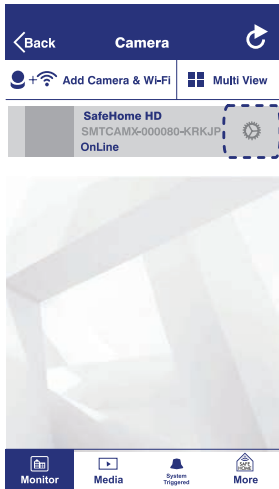 Back Camera
Add Camera & Wi-Fi Multi View
SafeHome HD
SMTCAMX-000080-KRKJP
OnLine
SAFE
HOME
Monitor Media System
Triggered More